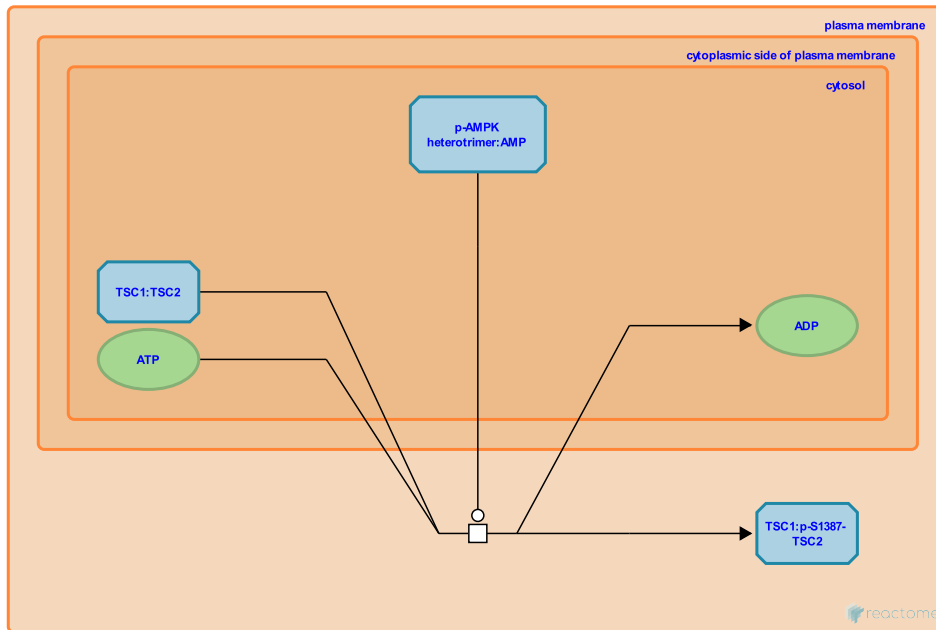 plasma membrane
cytoplasmic side of plasma membrane
cytosol
p-AMPK
heterotrimer:AMP
TSC1:TSC2
ATP
ADP
TSC1:p-S1387-
TSC2
reactome